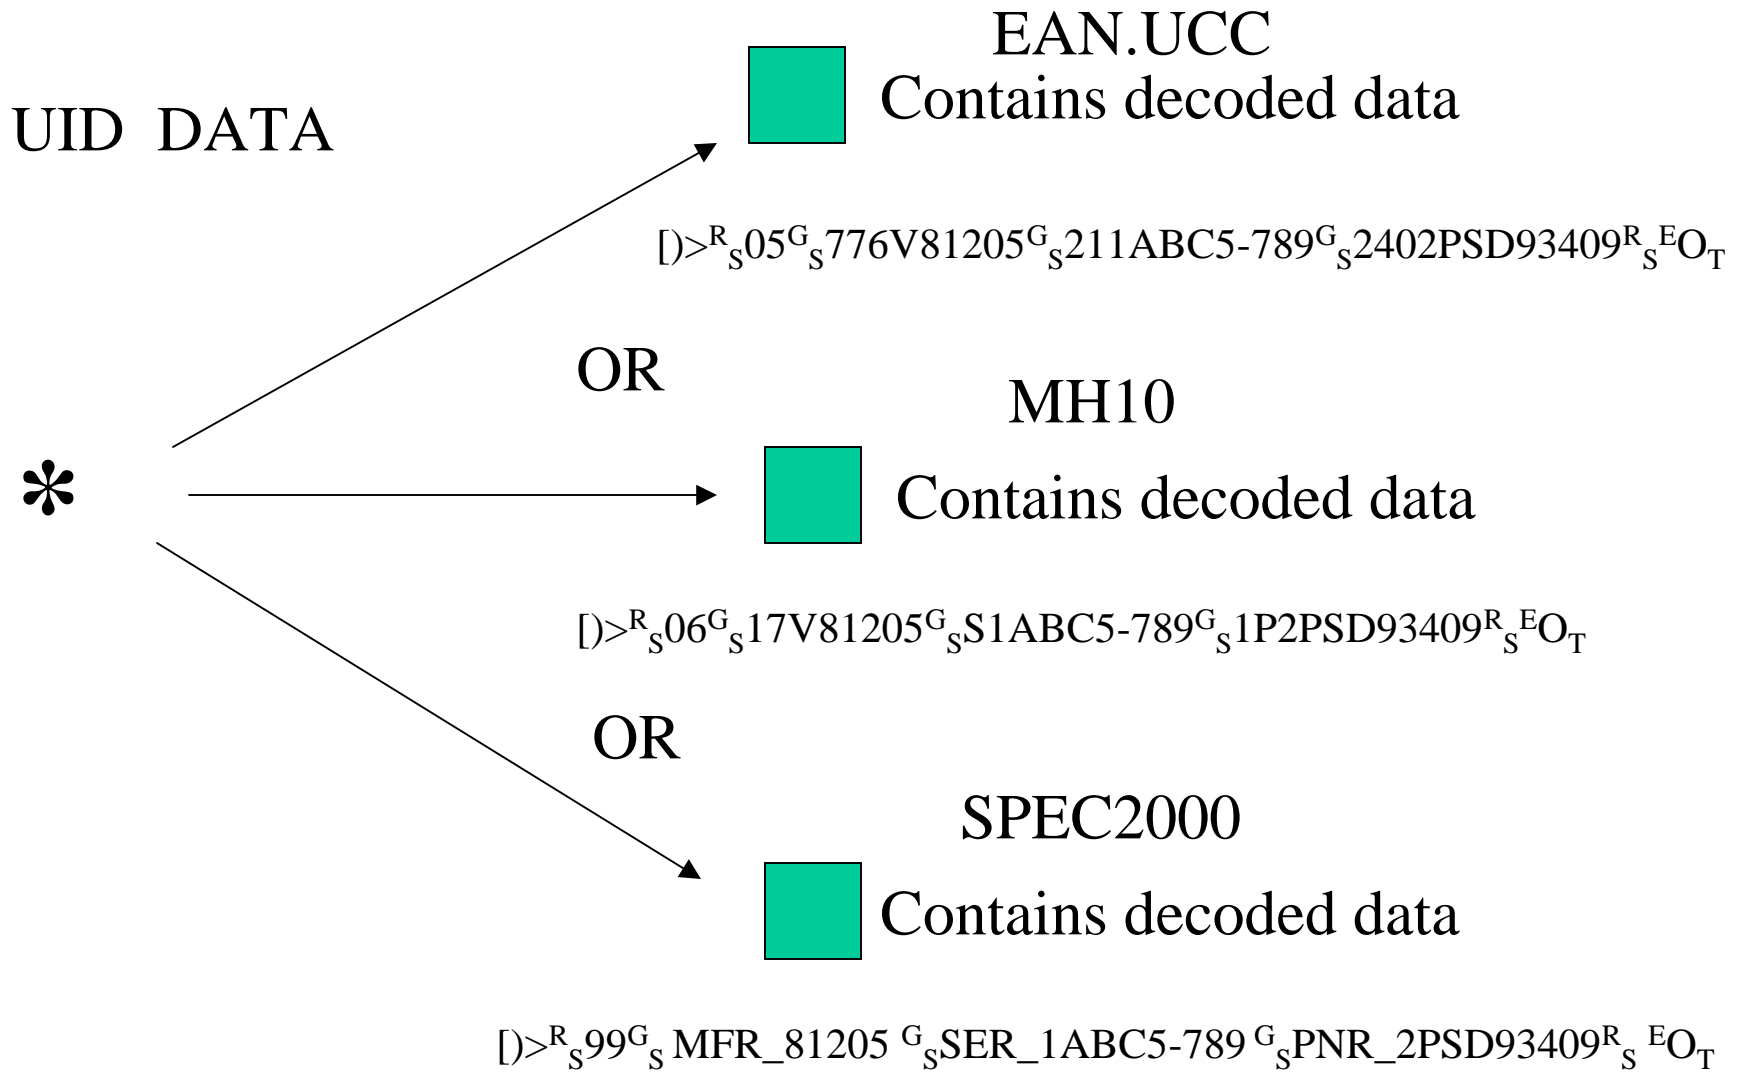 EAN.UCC
Contains decoded data
UID DATA
[)>ᴿS05ᴳS776V81205ᴳS211ABC5-789ᴳS2402PSD93409ᴿSᴱOT
OR
MH10
*
Contains decoded data
[)>ᴿS06ᴳS17V81205ᴳSS1ABC5-789ᴳS1P2PSD93409ᴿSᴱOT
OR
SPEC2000
Contains decoded data
[)>ᴿS99ᴳS MFR_81205 ᴳSSER_1ABC5-789 ᴳSPNR_2PSD93409ᴿS ᴱOT